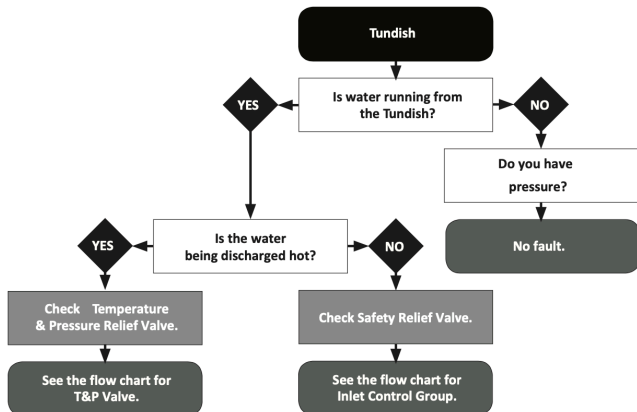 Tundish
Is water running from
the Tundish?
YES
NO
Do you have
pressure?
No fault.
Is the water
being discharged hot?
YES
NO
Check Temperature
& Pressure Relief Valve.
Check Safety Relief Valve.
See the flow chart for
T&P Valve.
See the flow chart for
Inlet Control Group.